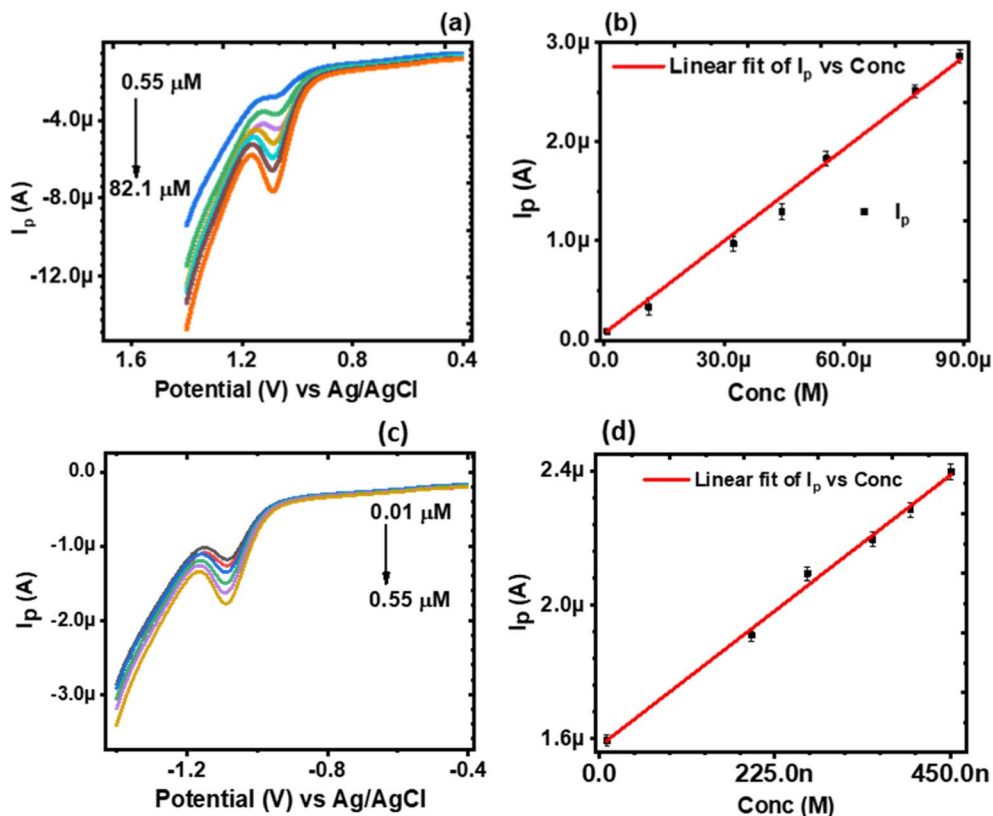 (a)
0.55 µM
82.1 µM
-4.0µ
-8.0µ
-12.0µ
Ip (A)
1.6
1.2
0.8
0.4
Potential (V) vs Ag/AgCl
(b)
3.0µ
2.0µ
1.0µ
0.0
Ip (A)
Linear fit of Ip vs Conc
Ip
0.0
30.0µ
60.0µ
90.0µ
Conc (M)
(c)
0.0
-1.0µ
-2.0µ
-3.0µ
Ip (A)
0.01 µM
0.55 µM
-1.2
-0.8
-0.4
Potential (V) vs Ag/AgCl
(d)
2.4µ
2.0µ
1.6µ
Ip (A)
Linear fit of Ip vs Conc
0.0
225.0n
450.0n
Conc (M)